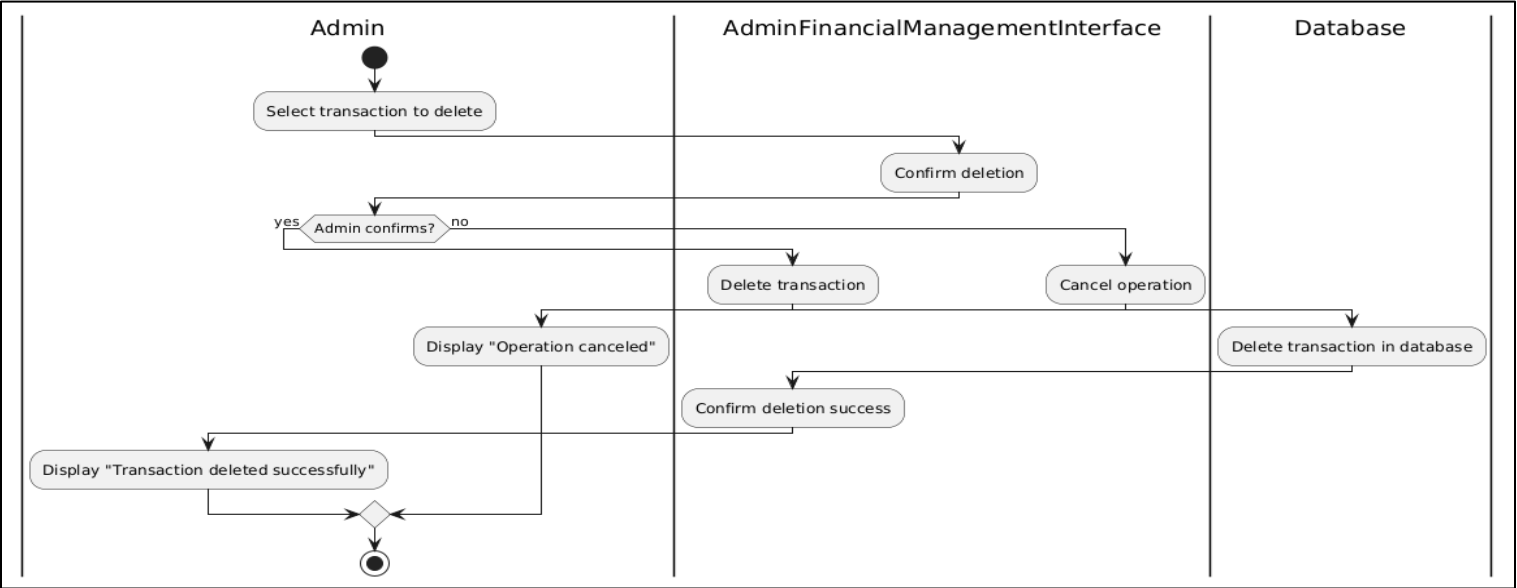 Admin
AdminFinancialManagementInterface
Database
Select transaction to delete
Confirm deletion
yes
Admin confirms?
no
Delete transaction
Cancel operation
Display "Operation canceled"
Delete transaction in database
Confirm deletion success
Display "Transaction deleted successfully"